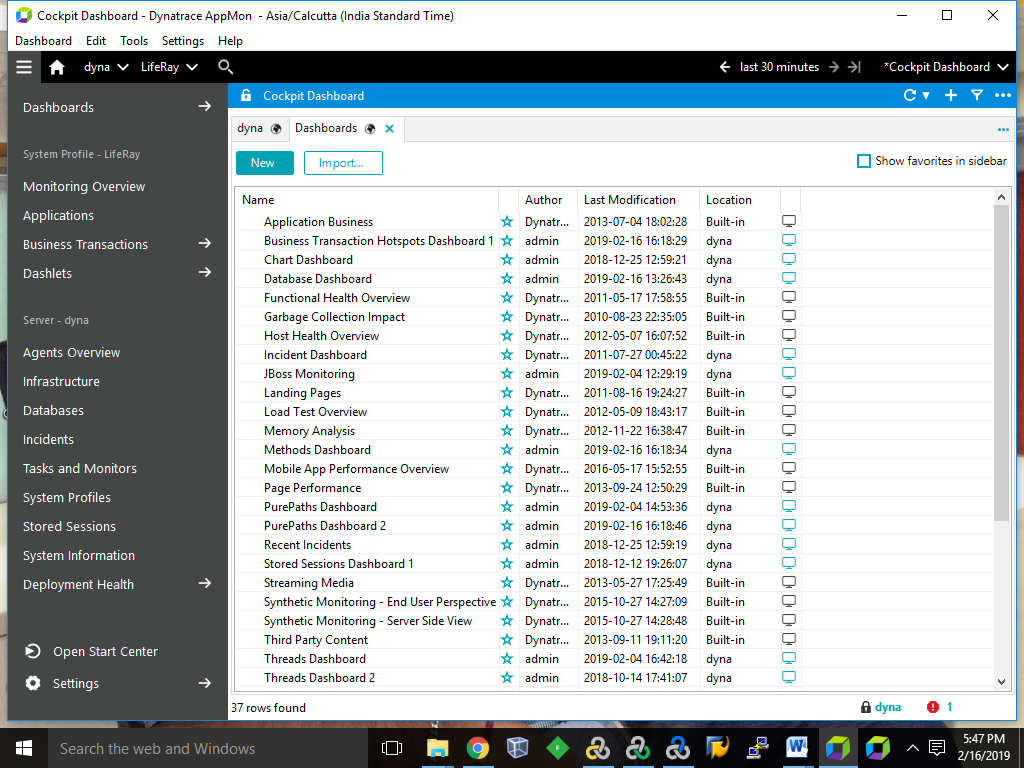 Cockpit Dashboard - Dynatrace AppMon - Asia/Calcutta (India Standard Time)
Dashboard Edit Tools Settings Help
dyna LifeRay last 30 minutes *Cockpit Dashboard
Cockpit Dashboard
dyna Dashboards
New Import... Show favorites in sidebar
Dashboards
System Profile - LifeRay
Monitoring Overview
Applications
Business Transactions
Dashlets
Server - dyna
Agents Overview
Infrastructure
Databases
Incidents
Tasks and Monitors
System Profiles
Stored Sessions
System Information
Deployment Health
Open Start Center
Settings
Name Author Last Modification Location
Application Business Dynatr... 2013-07-04 18:02:28 Built-in
Business Transaction Hotspots Dashboard 1 admin 2019-02-16 16:18:29 dyna
Chart Dashboard admin 2018-12-25 12:59:21 dyna
Database Dashboard admin 2019-02-16 13:26:43 dyna
Functional Health Overview Dynatr... 2011-05-17 17:58:55 Built-in
Garbage Collection Impact Dynatr... 2010-08-23 22:35:05 Built-in
Host Health Overview Dynatr... 2012-05-07 16:07:52 Built-in
Incident Dashboard Dynatr... 2011-07-27 00:45:22 dyna
JBoss Monitoring admin 2019-02-04 12:29:19 dyna
Landing Pages Dynatr... 2011-08-16 19:24:27 Built-in
Load Test Overview Dynatr... 2012-05-09 18:43:17 Built-in
Memory Analysis Dynatr... 2012-11-22 16:38:47 Built-in
Methods Dashboard admin 2019-02-16 16:18:34 dyna
Mobile App Performance Overview Dynatr... 2016-05-17 15:52:55 Built-in
Page Performance Dynatr... 2013-09-24 12:50:29 Built-in
PurePaths Dashboard admin 2019-02-04 14:53:36 dyna
PurePaths Dashboard 2 admin 2019-02-16 16:18:46 dyna
Recent Incidents admin 2018-12-25 12:59:19 dyna
Stored Sessions Dashboard 1 admin 2018-12-12 19:26:07 dyna
Streaming Media Dynatr... 2013-05-27 17:25:49 Built-in
Synthetic Monitoring - End User Perspective Dynatr... 2015-10-27 14:27:09 Built-in
Synthetic Monitoring - Server Side View Dynatr... 2015-10-27 14:28:48 Built-in
Third Party Content Dynatr... 2013-09-11 19:11:20 Built-in
Threads Dashboard admin 2019-02-04 16:42:18 dyna
Threads Dashboard 2 admin 2018-10-14 17:41:07 dyna
37 rows found dyna 1
Search the web and Windows
5:47 PM
2/16/2019